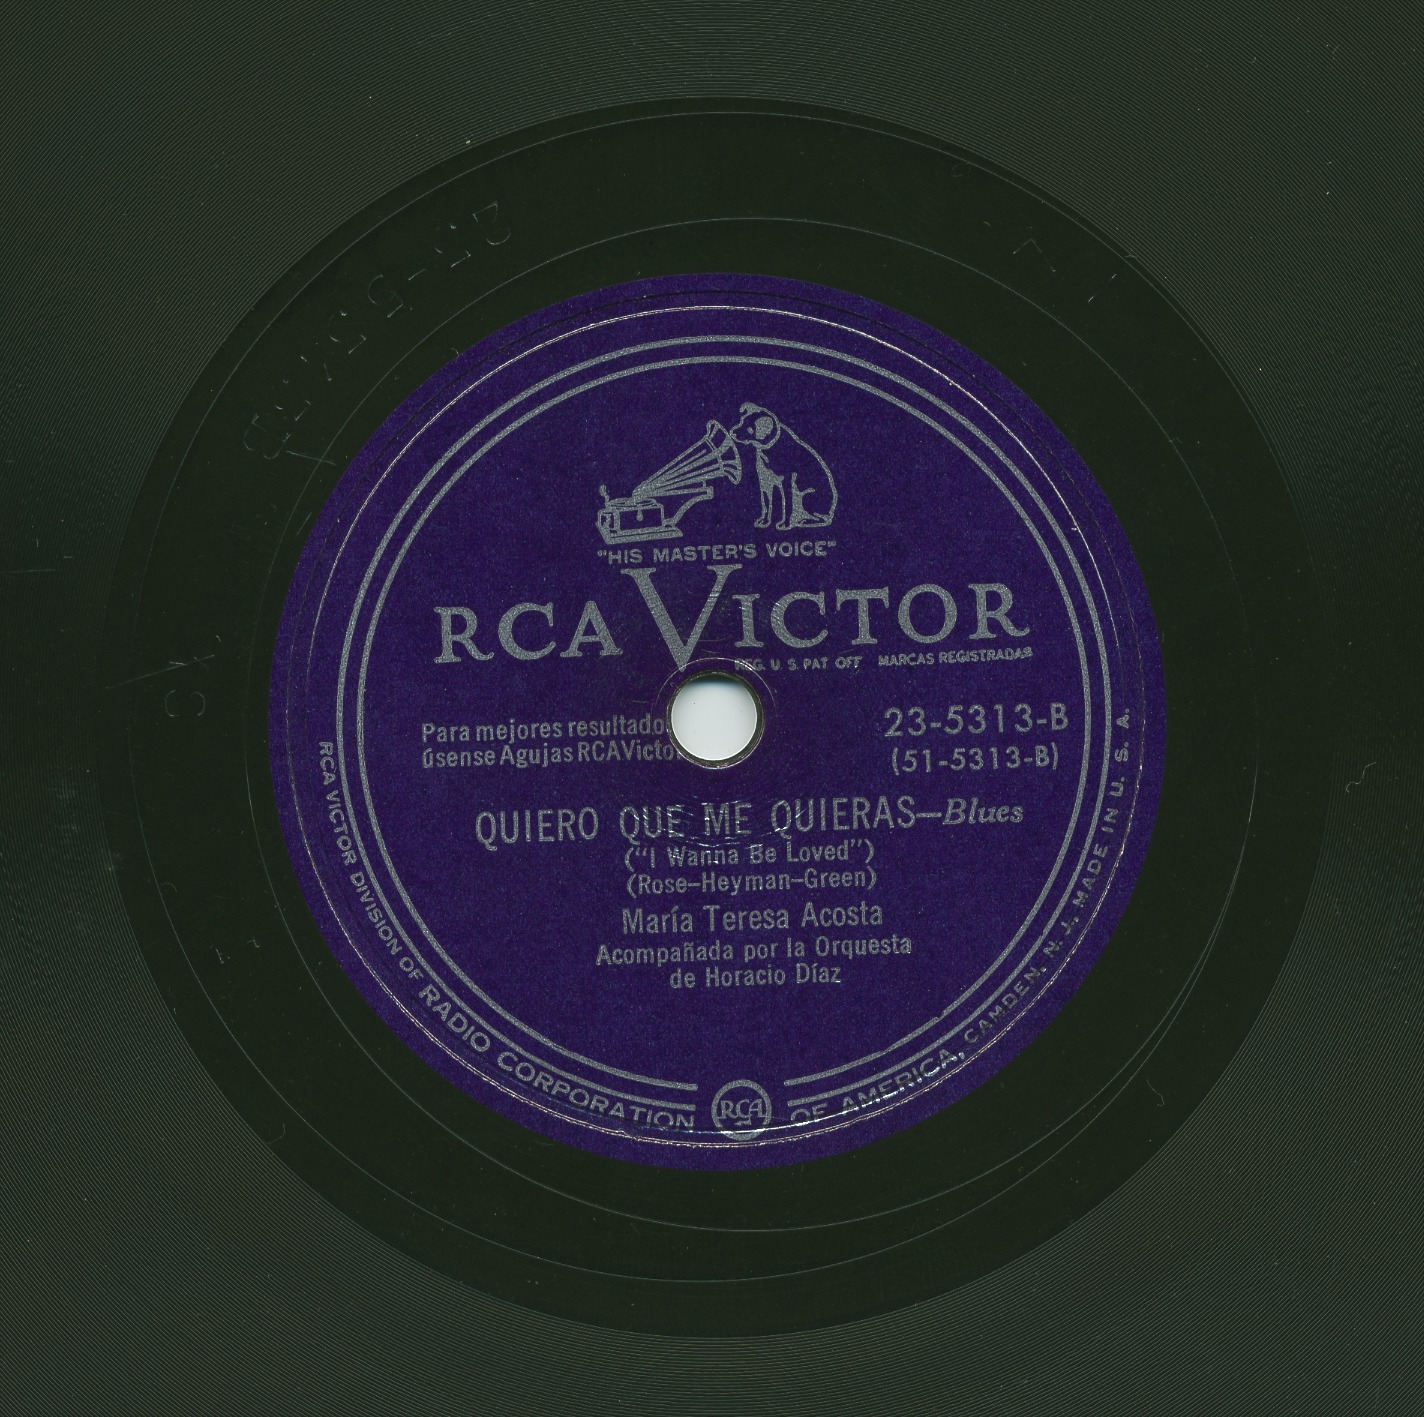 "HIS MASTER'S VOICE"
RCA VICTOR
REG. U. S. PAT OFF MARCAS REGISTRADAS
Para mejores resultado
úsense Agujas RCAVictor
23-5313-B
(51-5313-B)
QUIERO QUE ME QUIERAS—Blues
("I Wanna Be Loved")
(Rose–Heyman–Green)
María Teresa Acosta
Acompañada por la Orquesta
de Horacio Díaz
RCA VICTOR DIVISION OF RADIO CORPORATION OF AMERICA, CAMDEN, N. J. MADE IN U. S. A.
RCA